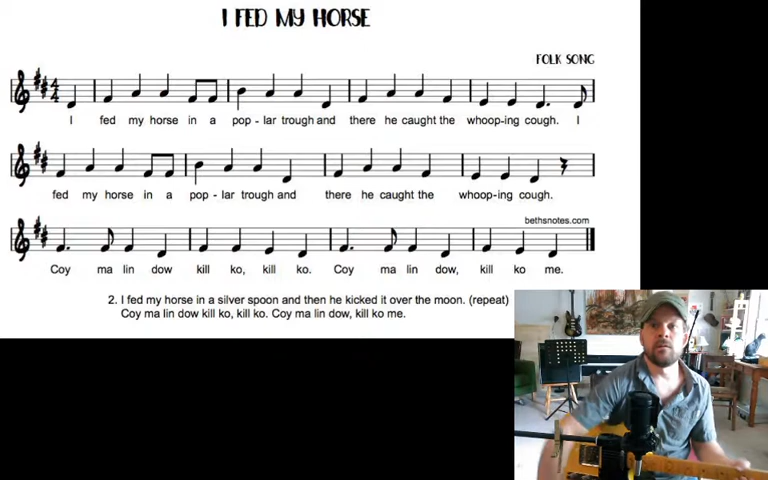 I FED MY HORSE
FOLK SONG
4
4
I fed my horse in a pop - lar trough and there he caught the whoop-ing cough. I
fed my horse in a pop - lar trough and there he caught the whoop-ing cough.
bethsnotes.com
Coy ma lin dow kill ko, kill ko. Coy ma lin dow, kill ko me.
2. I fed my horse in a silver spoon and then he kicked it over the moon. (repeat)
Coy ma lin dow kill ko, kill ko. Coy ma lin dow, kill ko me.